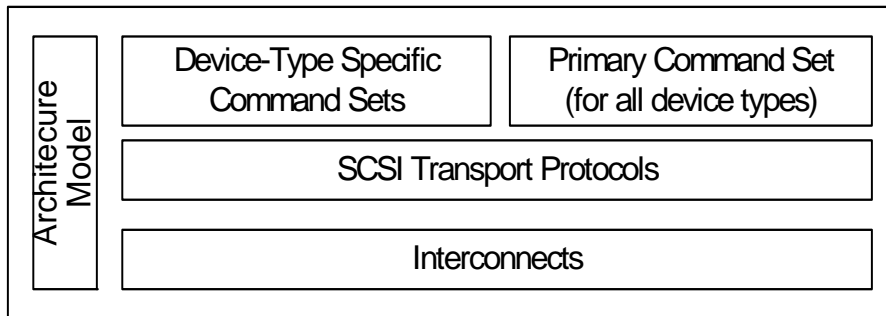 Architecure
Model
Device-Type Specific
Command Sets
Primary Command Set
(for all device types)
SCSI Transport Protocols
Interconnects